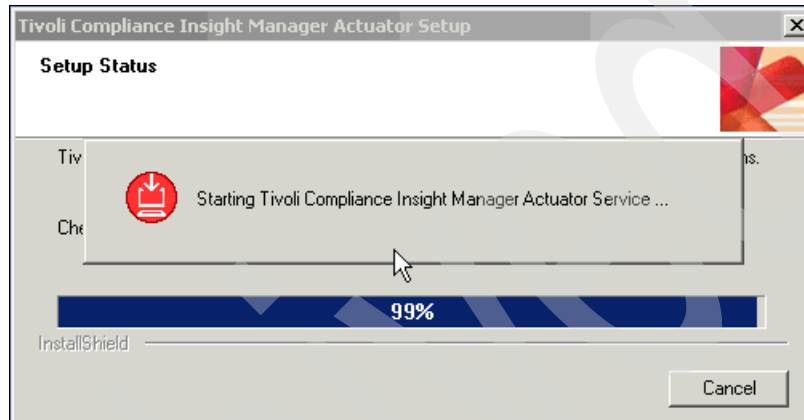 Tivoli Compliance Insight Manager Actuator Setup
Setup Status
Tiv
ns.
Starting Tivoli Compliance Insight Manager Actuator Service ...
Che
99%
InstallShield
Cancel